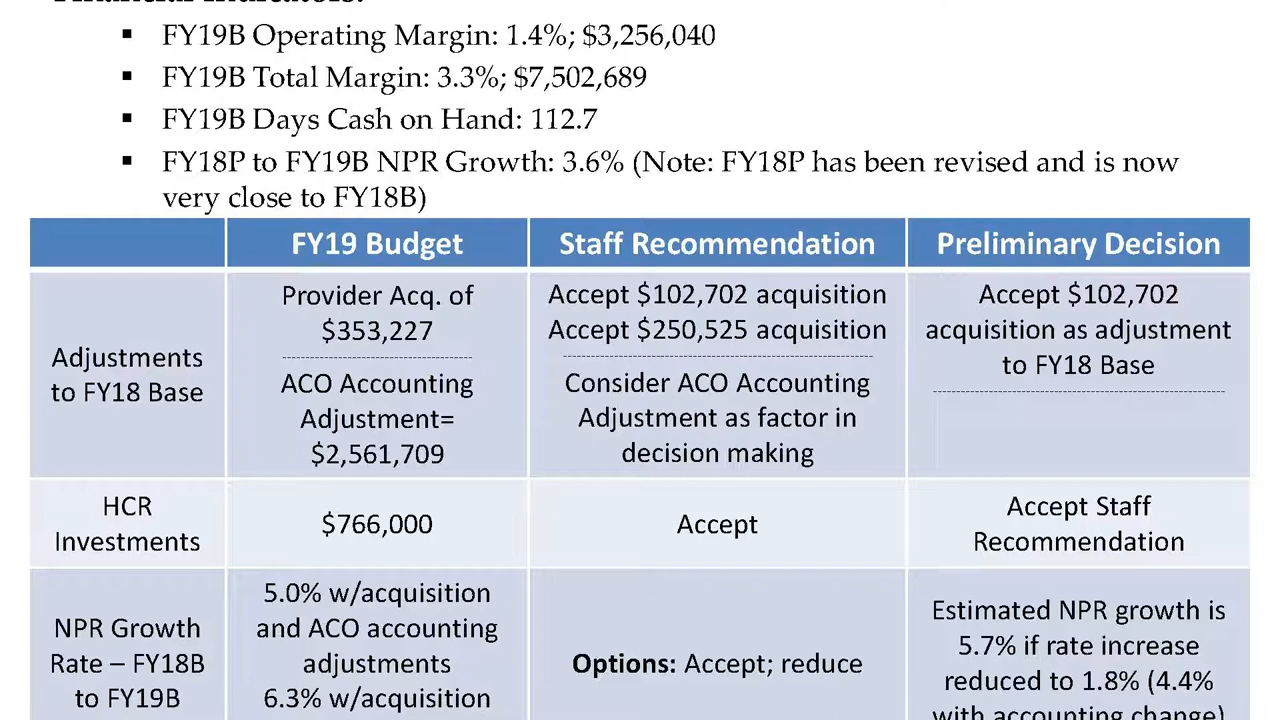 Financial Indicators:
▪ FY19B Operating Margin: 1.4%; $3,256,040
▪ FY19B Total Margin: 3.3%; $7,502,689
▪ FY19B Days Cash on Hand: 112.7
▪ FY18P to FY19B NPR Growth: 3.6% (Note: FY18P has been revised and is now
very close to FY18B)
FY19 Budget
Staff Recommendation
Preliminary Decision
Adjustments
to FY18 Base
Provider Acq. of
$353,227
ACO Accounting
Adjustment=
$2,561,709
Accept $102,702 acquisition
Accept $250,525 acquisition
Consider ACO Accounting
Adjustment as factor in
decision making
Accept $102,702
acquisition as adjustment
to FY18 Base
HCR
Investments
$766,000
Accept
Accept Staff
Recommendation
NPR Growth
Rate – FY18B
to FY19B
5.0% w/acquisition
and ACO accounting
adjustments
6.3% w/acquisition
Options: Accept; reduce
Estimated NPR growth is
5.7% if rate increase
reduced to 1.8% (4.4%
with accounting change)